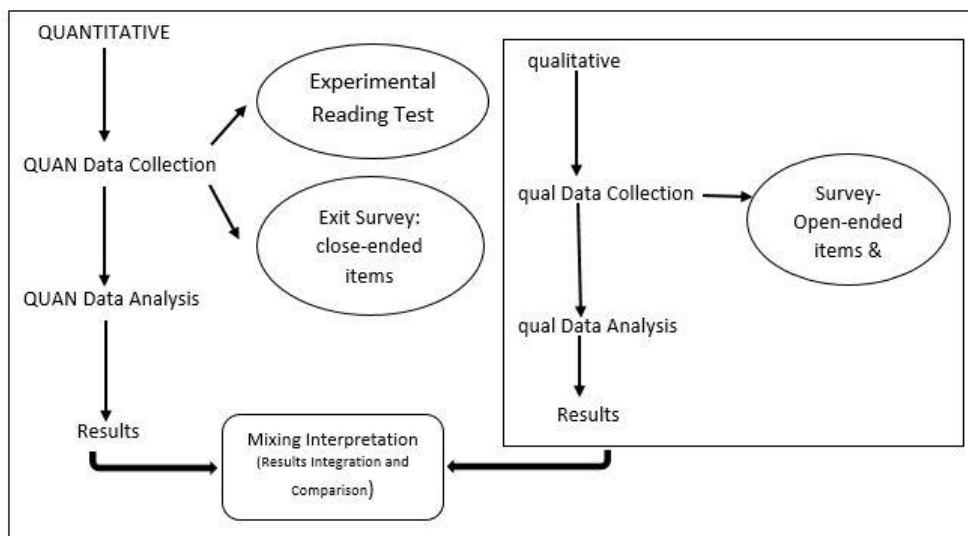 QUANTITATIVE
Experimental
Reading Test
QUAN Data Collection
Exit Survey:
close-ended
items
QUAN Data Analysis
Results
qualitative
qual Data Collection
Survey-
Open-ended
items &
qual Data Analysis
Results
Mixing Interpretation
(Results Integration and
Comparison)